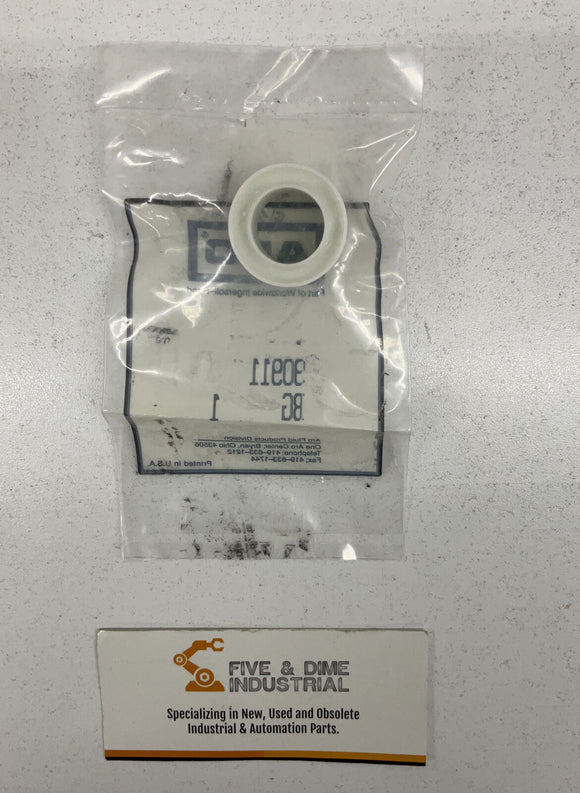 ARO
Part of Worldwide Ingersoll-Rand
90911
BG 1
Aro Fluid Products Division
One Aro Center, Bryan, Ohio 43506
Telephone: 419-633-1212
Fax: 419-633-1744
Printed in U.S.A.
FIVE & DIME
INDUSTRIAL
Specializing in New, Used and Obsolete
Industrial & Automation Parts.